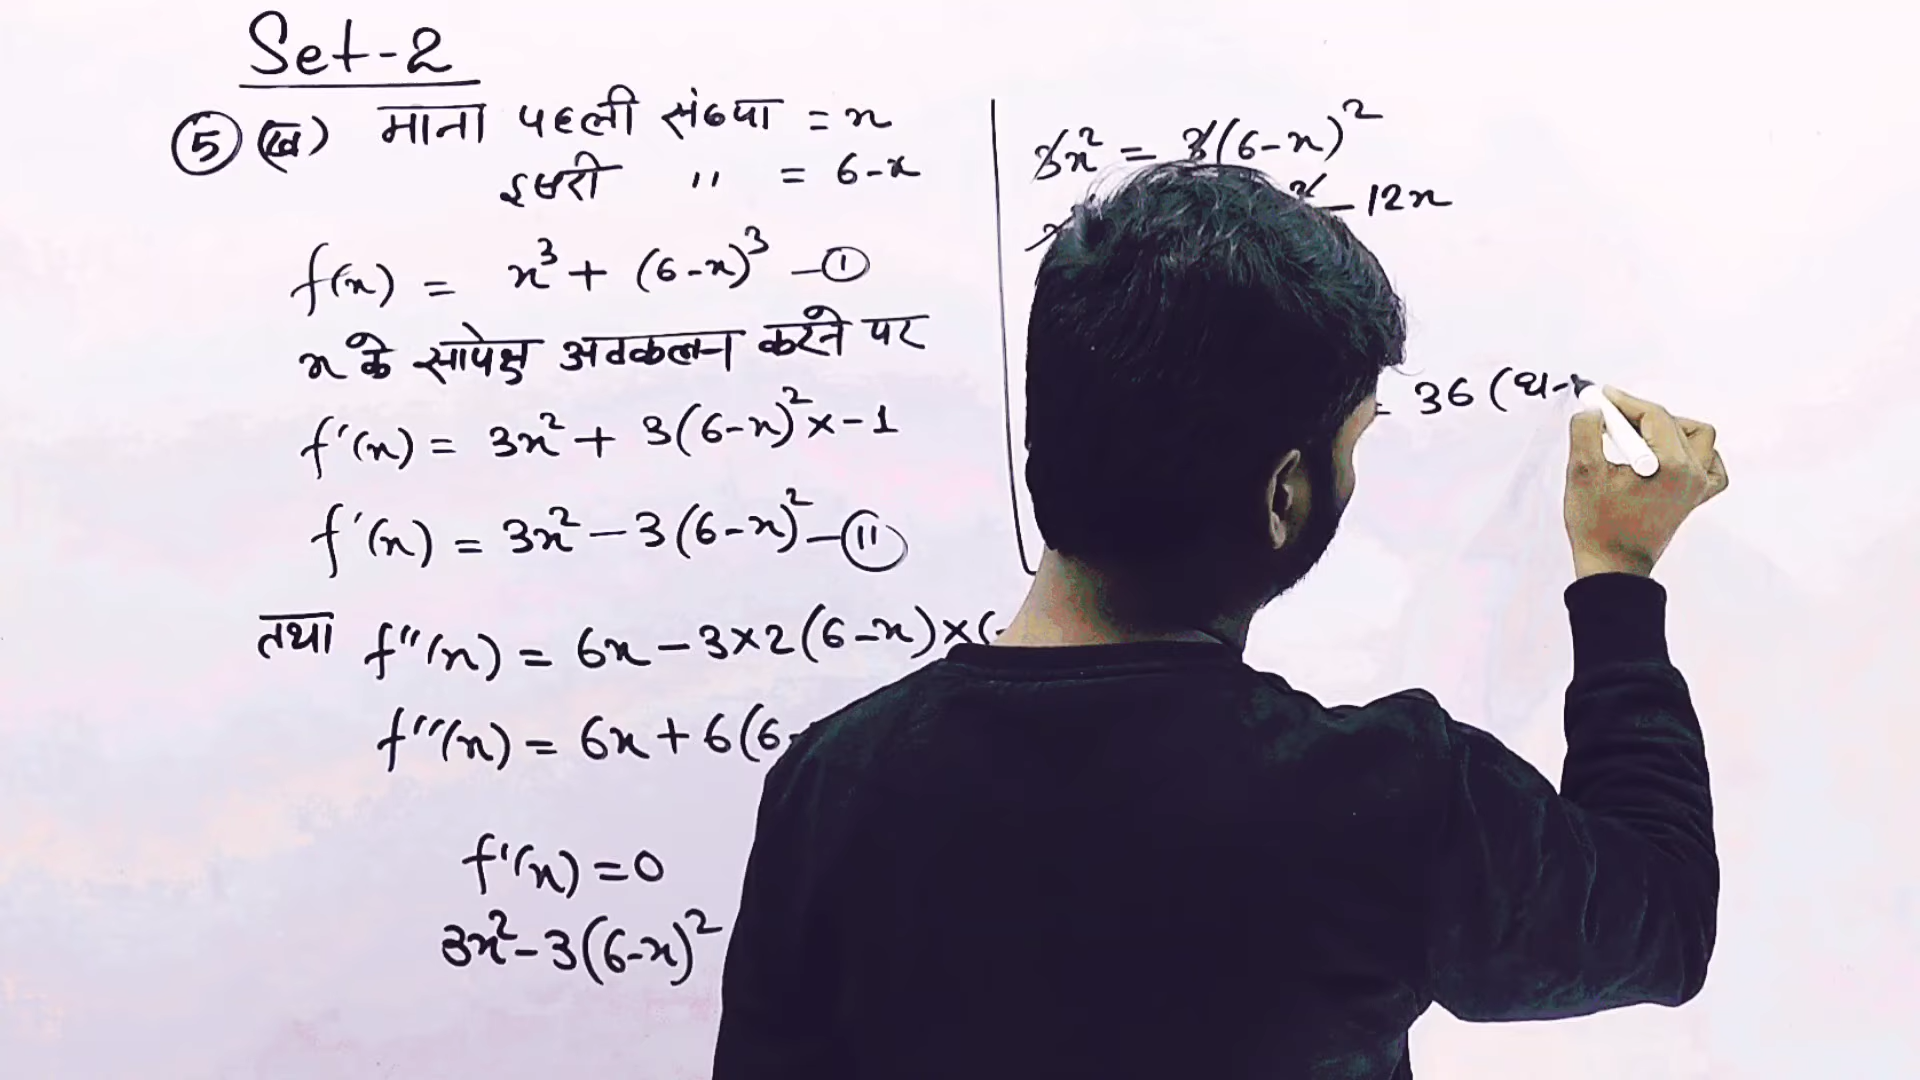 Set-2
5 (ख) माना पहली संख्या = x
दूसरी " = 6-x
f(x) = x³ + (6-x)³ —①
x के सापेक्ष अवकलन करने पर
f'(x) = 3x² + 3(6-x)²×-1
f'(x) = 3x² - 3(6-x)² —⑪
तथा f''(x) = 6x - 3×2(6-x)×(-
f''(x) = 6x + 6(6-
f'(x) = 0
3x² - 3(6-x)²
3x² = 3(6-x)²
- 12x
= 36 (ध-